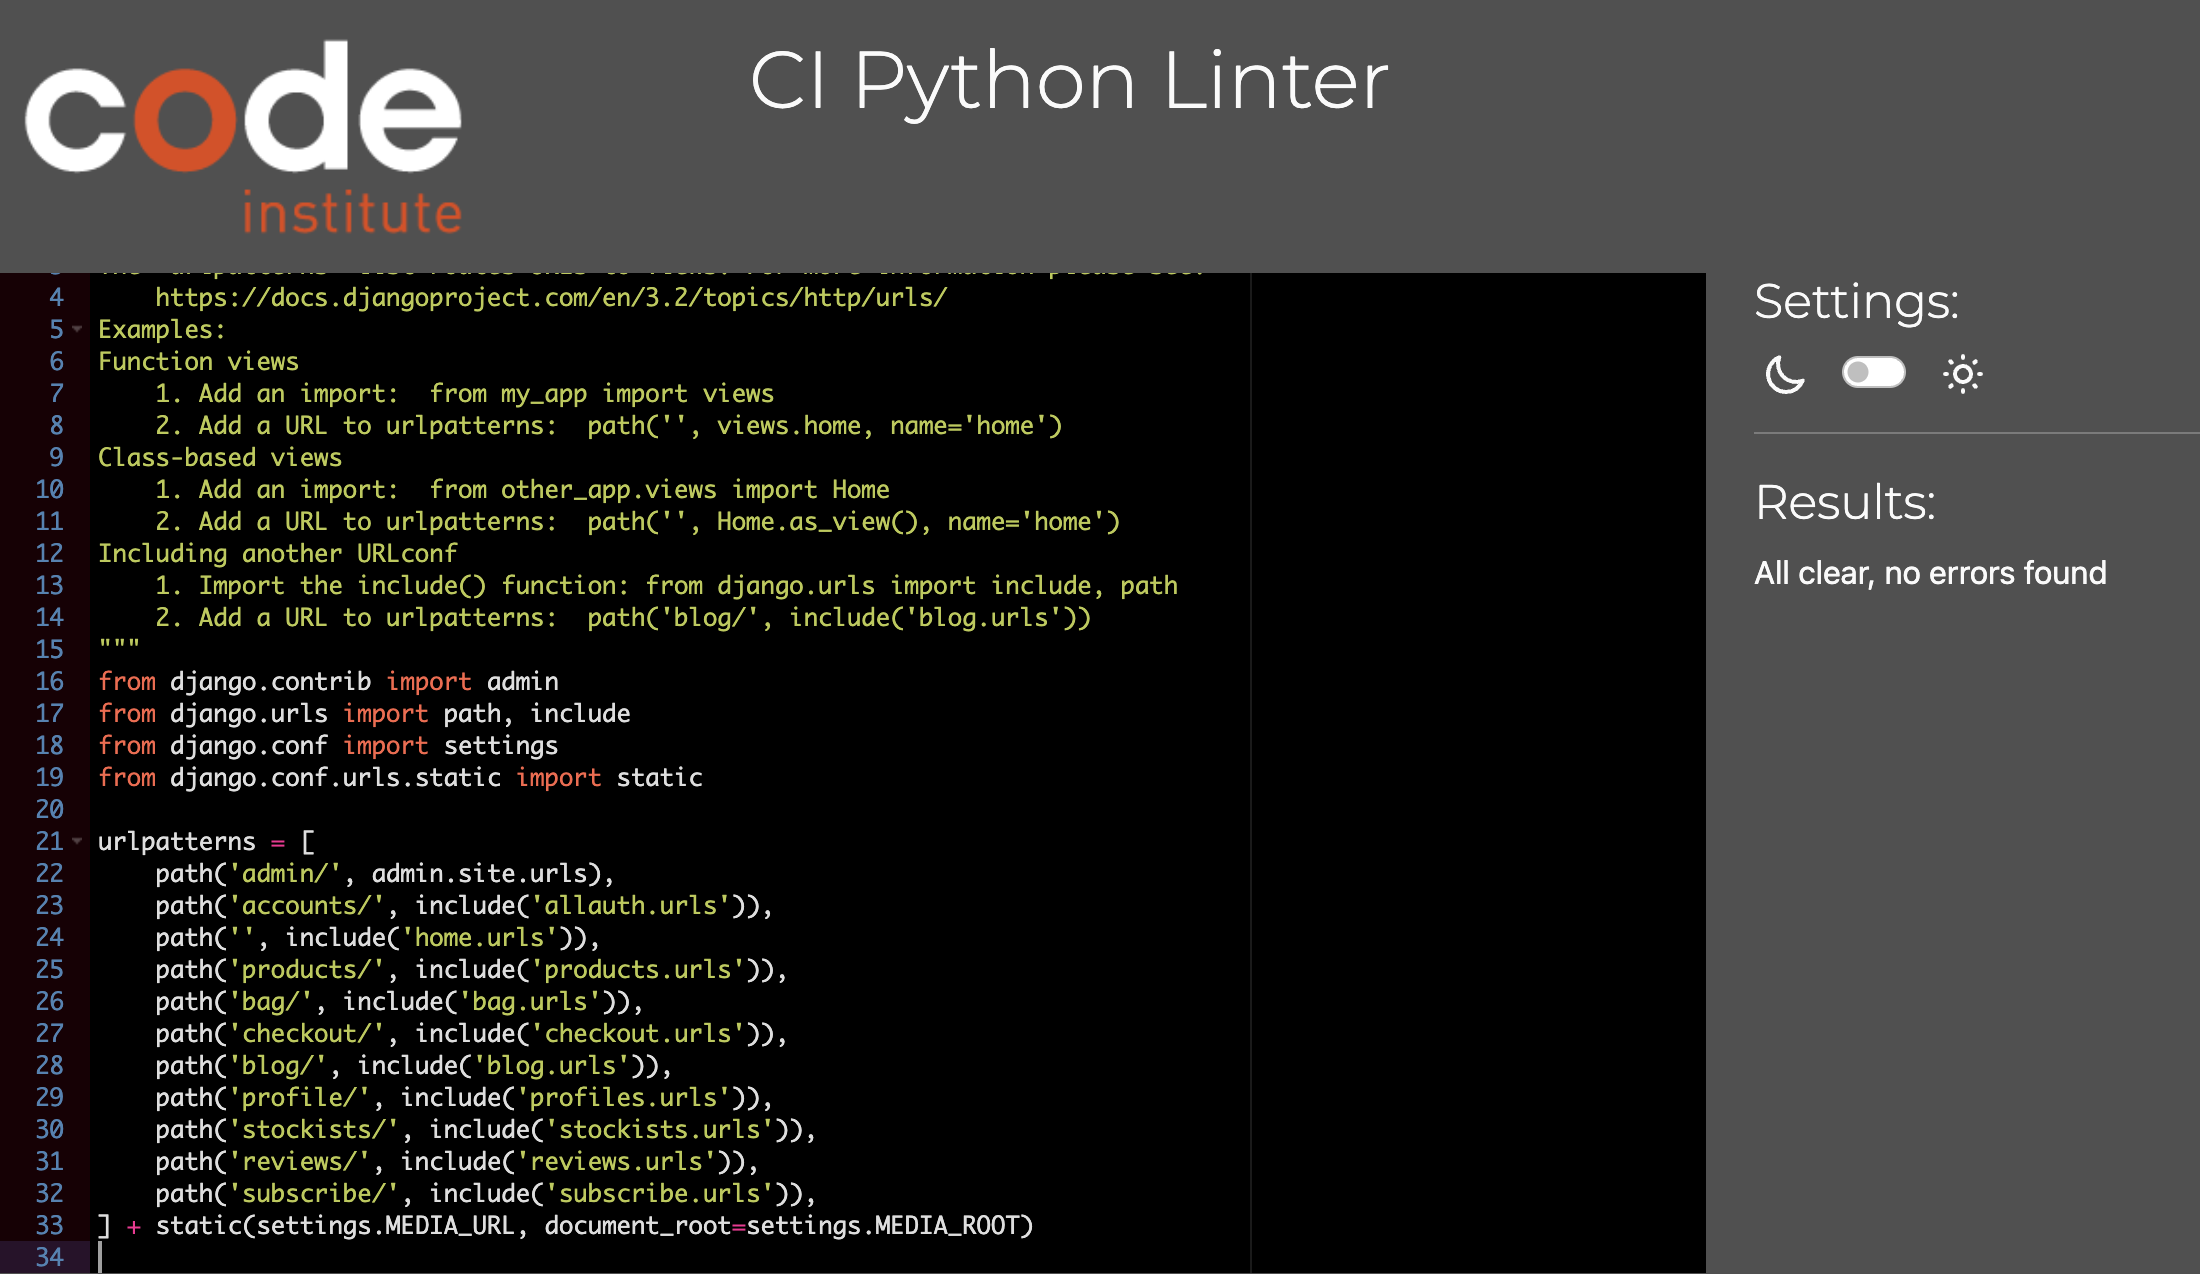 code
institute
CI Python Linter
4 https://docs.djangoproject.com/en/3.2/topics/http/urls/
5 Examples:
6 Function views
7     1. Add an import:  from my_app import views
8     2. Add a URL to urlpatterns:  path('', views.home, name='home')
9 Class-based views
10     1. Add an import:  from other_app.views import Home
11     2. Add a URL to urlpatterns:  path('', Home.as_view(), name='home')
12 Including another URLconf
13     1. Import the include() function: from django.urls import include, path
14     2. Add a URL to urlpatterns:  path('blog/', include('blog.urls'))
15 """
16 from django.contrib import admin
17 from django.urls import path, include
18 from django.conf import settings
19 from django.conf.urls.static import static
20
21 urlpatterns = [
22     path('admin/', admin.site.urls),
23     path('accounts/', include('allauth.urls')),
24     path('', include('home.urls')),
25     path('products/', include('products.urls')),
26     path('bag/', include('bag.urls')),
27     path('checkout/', include('checkout.urls')),
28     path('blog/', include('blog.urls')),
29     path('profile/', include('profiles.urls')),
30     path('stockists/', include('stockists.urls')),
31     path('reviews/', include('reviews.urls')),
32     path('subscribe/', include('subscribe.urls')),
33 ] + static(settings.MEDIA_URL, document_root=settings.MEDIA_ROOT)
34
Settings:
Results:
All clear, no errors found